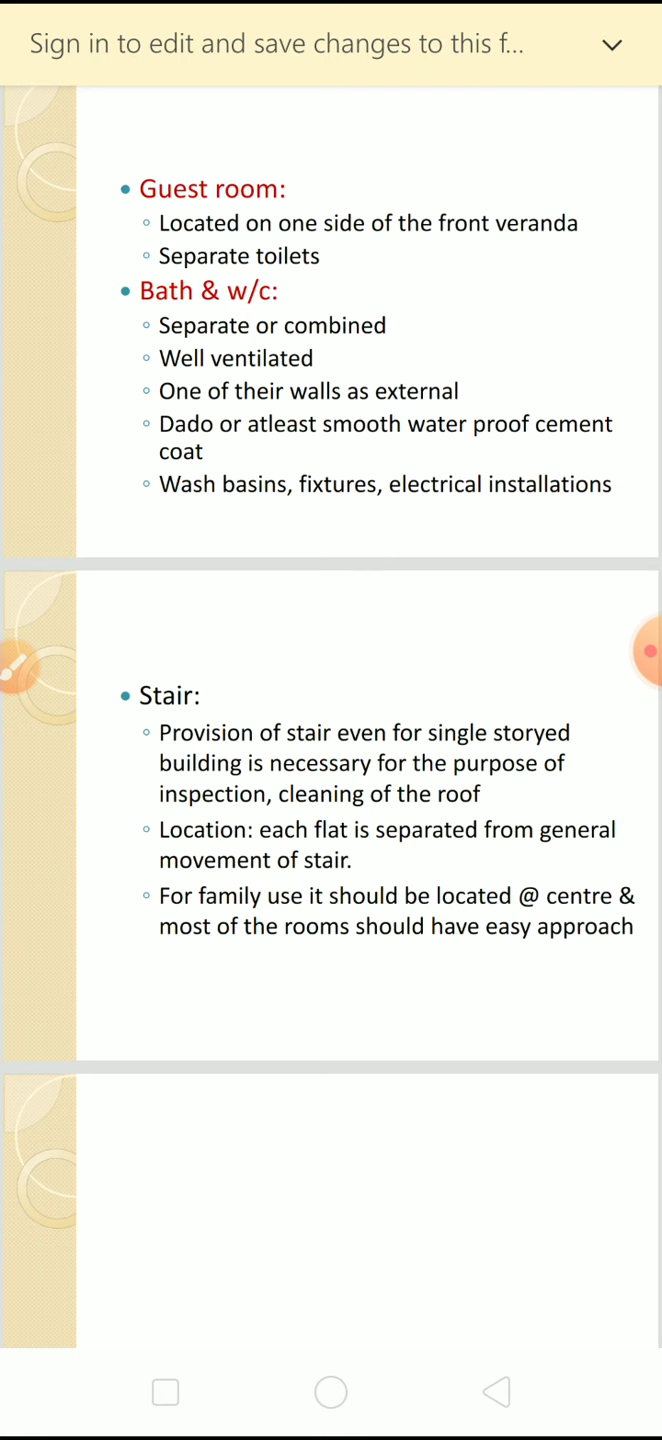 Sign in to edit and save changes to this f...
• Guest room:
◦ Located on one side of the front veranda
◦ Separate toilets
• Bath & w/c:
◦ Separate or combined
◦ Well ventilated
◦ One of their walls as external
◦ Dado or atleast smooth water proof cement
coat
◦ Wash basins, fixtures, electrical installations
• Stair:
◦ Provision of stair even for single storyed
building is necessary for the purpose of
inspection, cleaning of the roof
◦ Location: each flat is separated from general
movement of stair.
◦ For family use it should be located @ centre &
most of the rooms should have easy approach